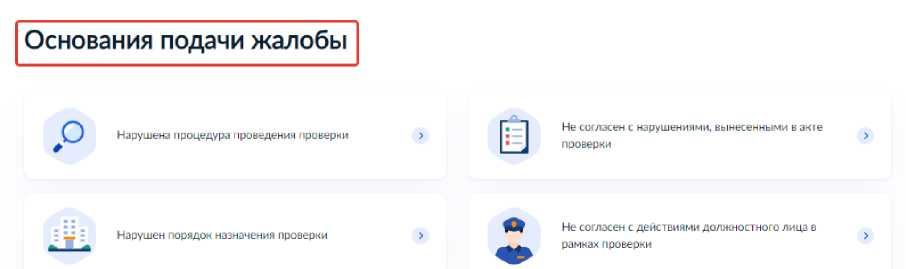 Основания подачи жалобы
Нарушена процедура проведения проверки
Не согласен с нарушениями, вынесенными в акте
проверки
Нарушен порядок назначения проверки
Не согласен с действиями должностного лица в
рамках проверки